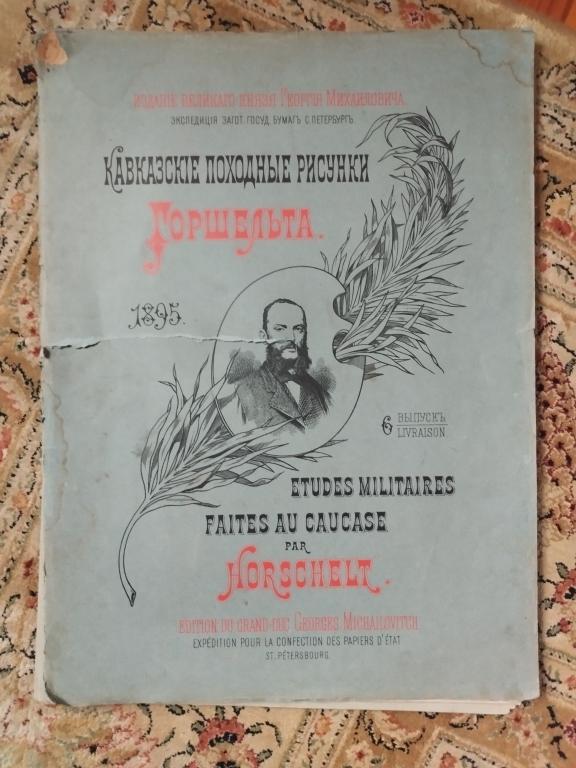 ИЗДАНІЕ ВЕЛИКАГО КНЯЗЯ ГЕОРГІЯ МИХАИЛОВИЧА.
ЭКСПЕДИЦІЯ ЗАГОТ. ГОСУД. БУМАГЪ С. ПЕТЕРБУРГЪ
КАВКАЗСКІЕ ПОХОДНЫЕ РИСУНКИ
ГОРШЕЛЬТА.
1895.
6 ВЫПУСКЪ
LIVRAISON
ETUDES MILITAIRES
FAITES AU CAUCASE
PAR
HORSCHELT.
EDITION DU GRAND-DUC GEORGES MICHAÏLOVITCH
EXPÉDITION POUR LA CONFECTION DES PAPIERS D'ÉTAT
ST. PÉTERSBOURG.